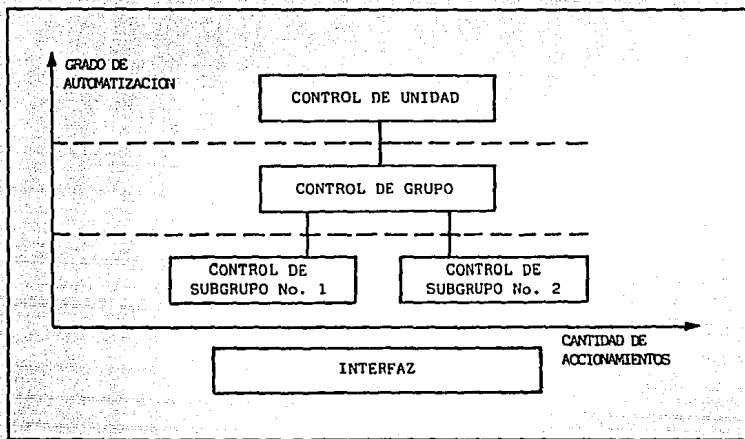 GRADO DE
AUTOMATIZACION
CONTROL DE UNIDAD
CONTROL DE GRUPO
CONTROL DE
SUBGRUPO No. 1
CONTROL DE
SUBGRUPO No. 2
CANTIDAD DE
ACCIONAMIENTOS
INTERFAZ